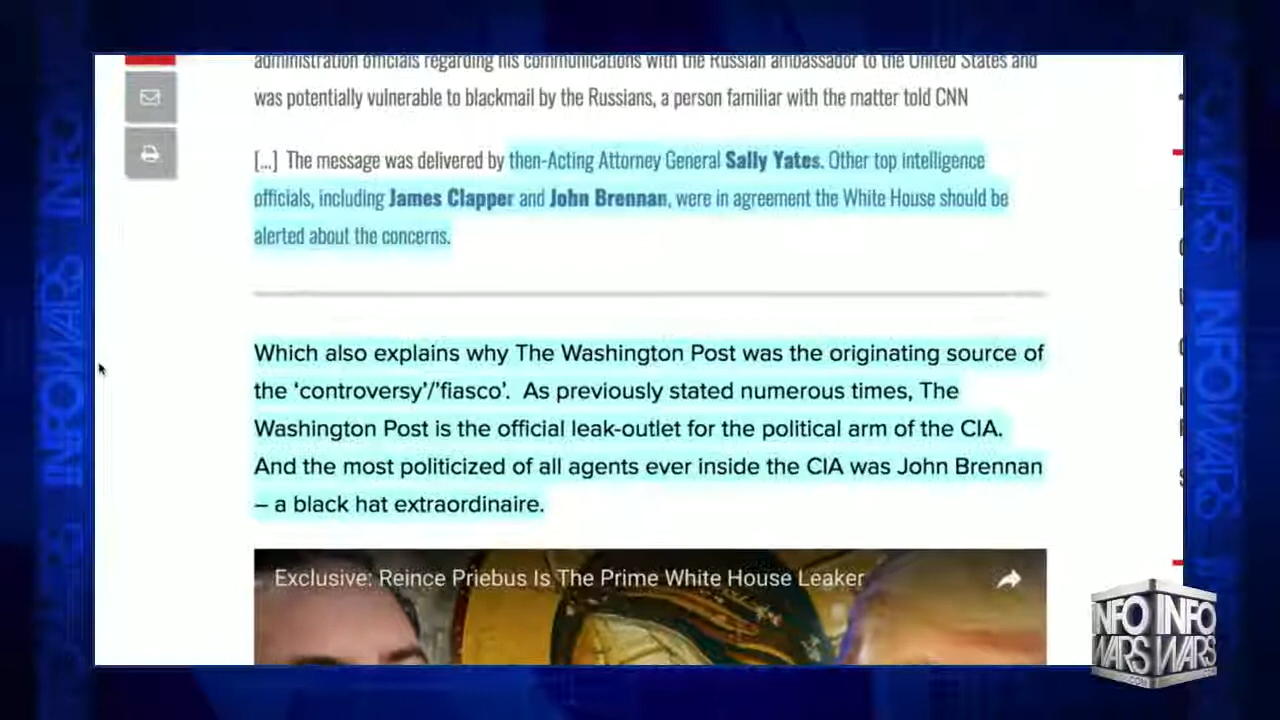 administration officials regarding his communications with the Russian ambassador to the United States and
was potentially vulnerable to blackmail by the Russians, a person familiar with the matter told CNN
[...] The message was delivered by then-Acting Attorney General Sally Yates. Other top intelligence
officials, including James Clapper and John Brennan, were in agreement the White House should be
alerted about the concerns.
Which also explains why The Washington Post was the originating source of
the ‘controversy’/’fiasco’.  As previously stated numerous times, The
Washington Post is the official leak-outlet for the political arm of the CIA.
And the most politicized of all agents ever inside the CIA was John Brennan
– a black hat extraordinaire.
Exclusive: Reince Priebus Is The Prime White House Leaker
INFO INFO
WARS WARS
.COM
INFOWARS
INFOWARS